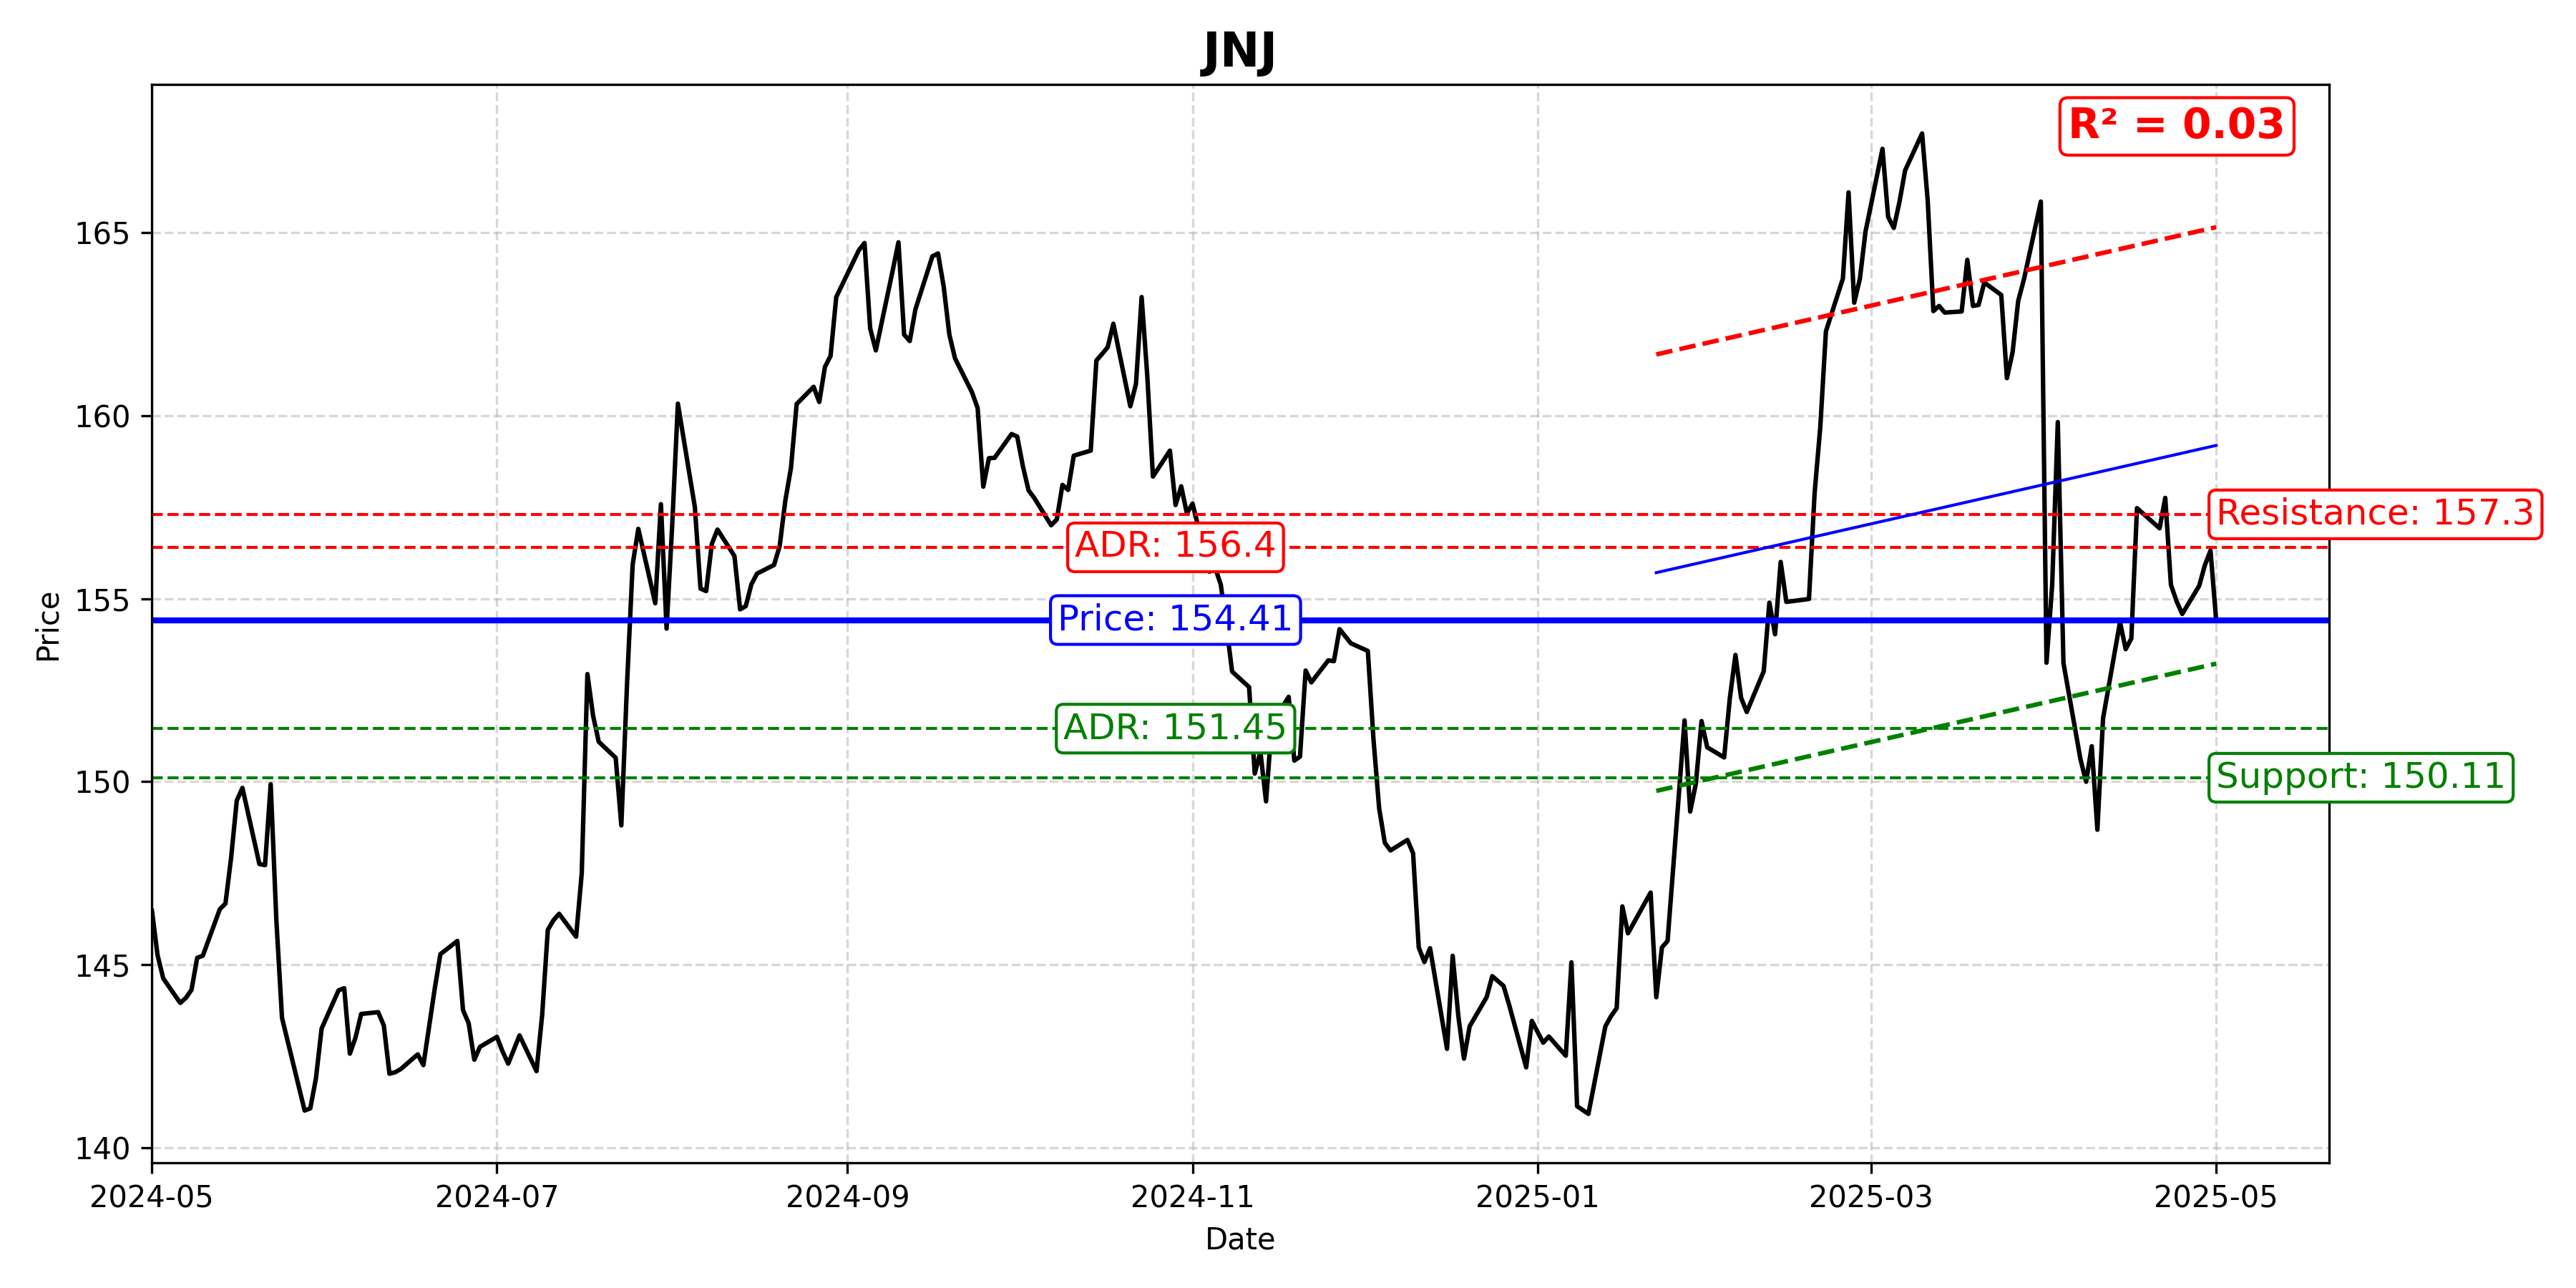 JNJ
R² = 0.03
165
160
155
150
145
140
Price
Resistance: 157.3
ADR: 156.4
Price: 154.41
ADR: 151.45
Support: 150.11
2024-05
2024-07
2024-09
2024-11
2025-01
2025-03
2025-05
Date